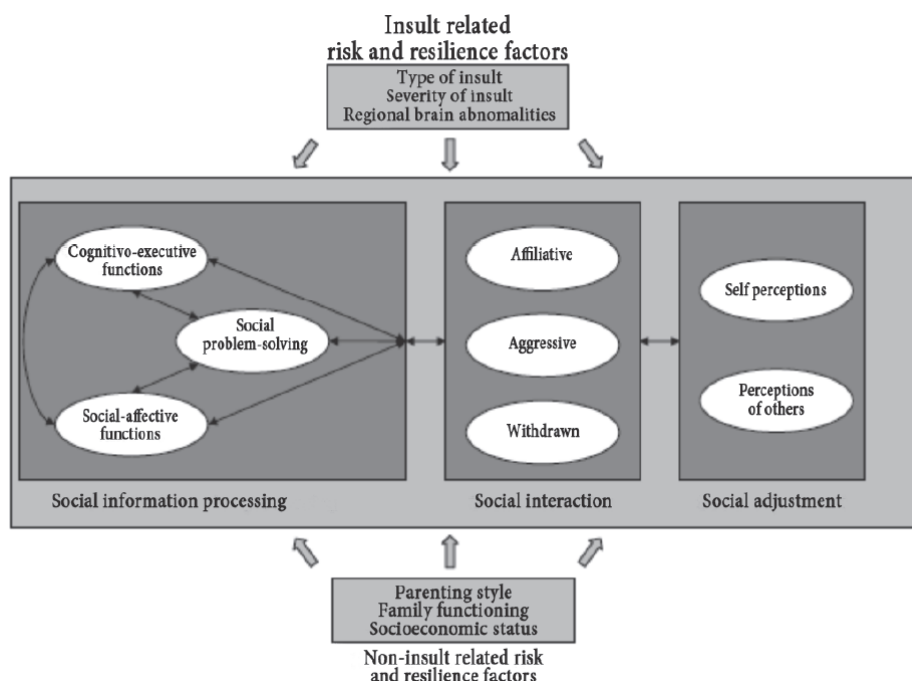 Insult related
risk and resilience factors
Type of insult
Severity of insult
Regional brain abnomalities
Cognitivo-executive
functions
Social
problem-solving
Social-affective
functions
Social information processing
Affiliative
Aggressive
Withdrawn
Social interaction
Self perceptions
Perceptions
of others
Social adjustment
Parenting style
Family functioning
Socioeconomic status
Non-insult related risk
and resilience factors